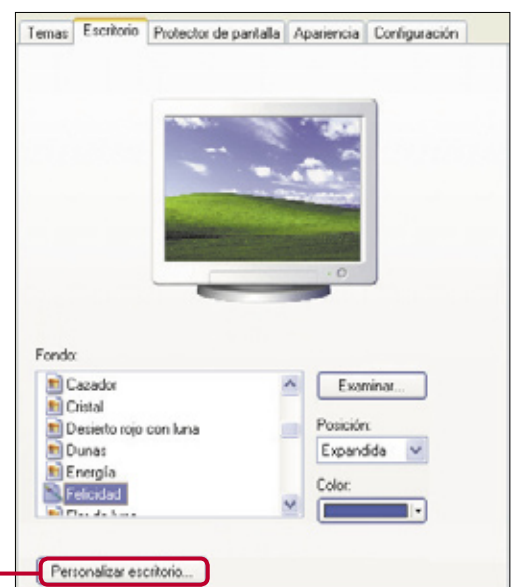 Temas Escritorio Protector de pantalla Apariencia Configuración
Fondo:
Cazador
Cristal
Desierto rojo con luna
Dunas
Energía
Felicidad
Examinar...
Posición:
Expandida
Color:
Personalizar escritorio...